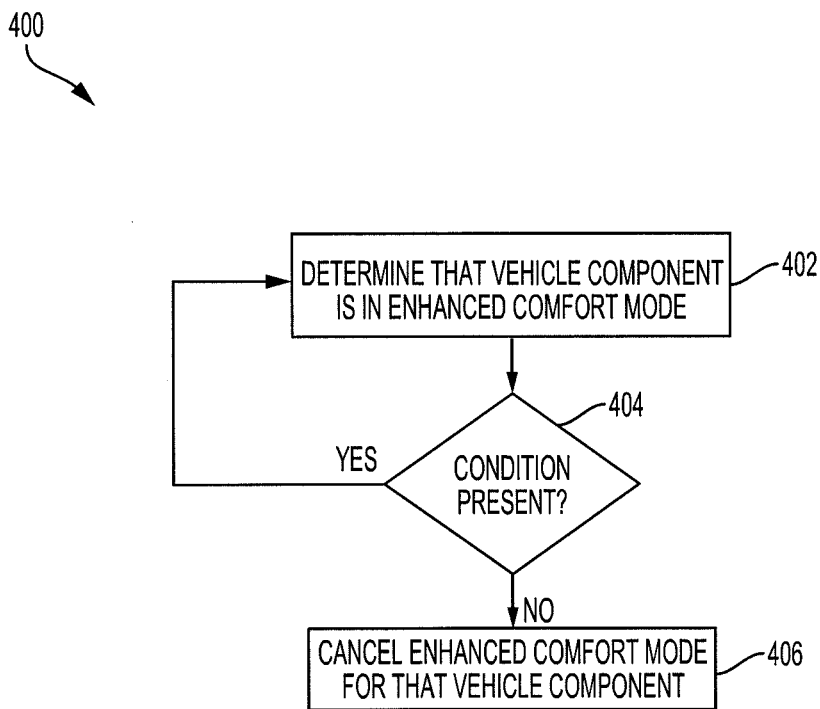 400
DETERMINE THAT VEHICLE COMPONENT
IS IN ENHANCED COMFORT MODE
402
404
YES
CONDITION
PRESENT?
NO
CANCEL ENHANCED COMFORT MODE
FOR THAT VEHICLE COMPONENT
406